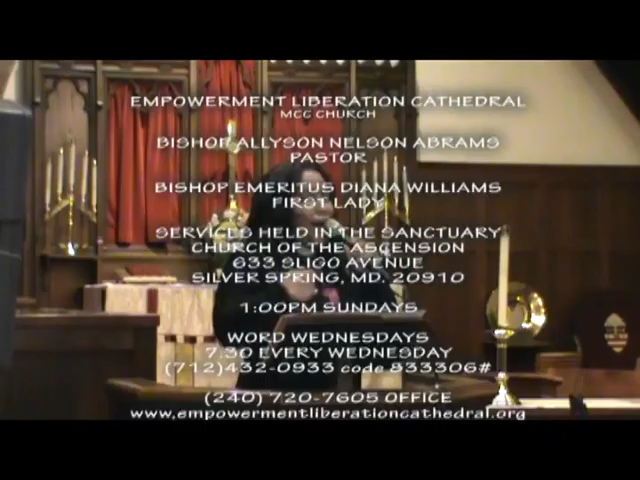 EMPOWERMENT LIBERATION CATHEDRAL
MCC CHURCH
BISHOP ALLYSON NELSON ABRAMS
PASTOR
BISHOP EMERITUS DIANA WILLIAMS
FIRST LADY
SERVICES HELD IN THE SANCTUARY
CHURCH OF THE ASCENSION
633 SLIGO AVENUE
SILVER SPRING, MD. 20910
1:00PM SUNDAYS
WORD WEDNESDAYS
7.30 EVERY WEDNESDAY
(712)432-0933 code 833306#
(240) 720-7605 OFFICE
www.empowermentliberationcathedral.org